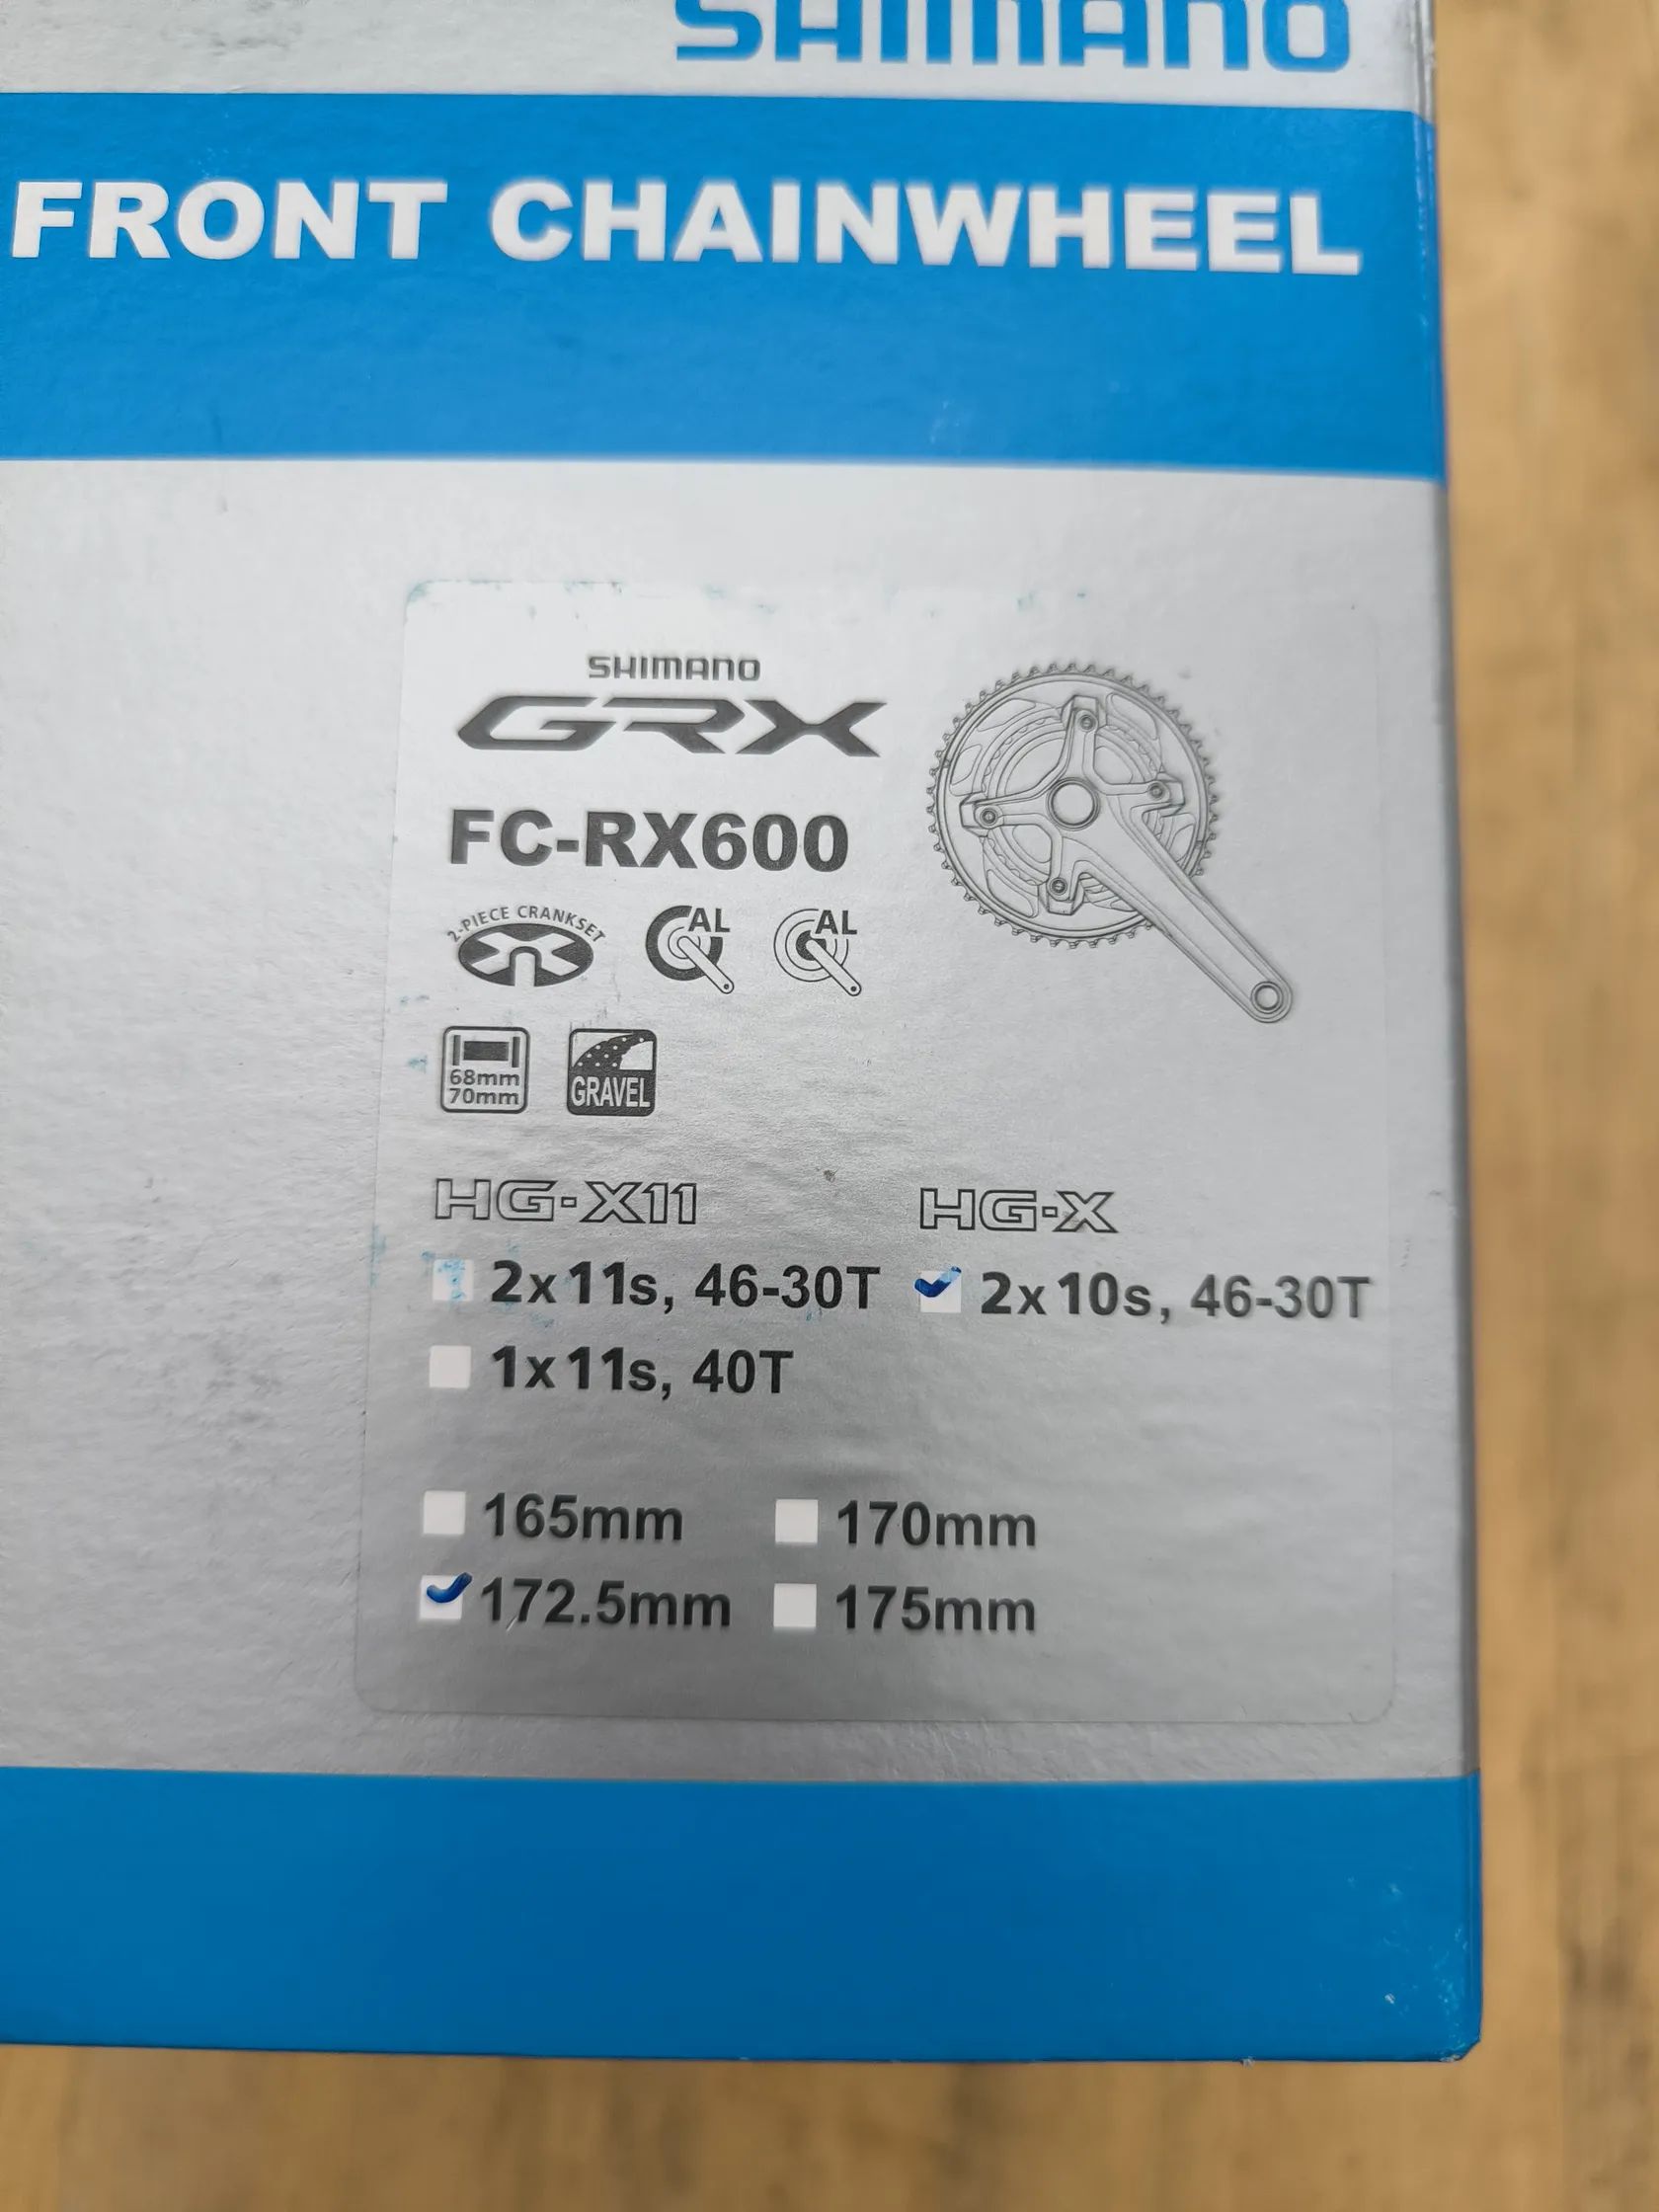 SHIMANO
FRONT CHAINWHEEL
SHIMANO
GRX
FC-RX600
2-PIECE CRANKSET
AL
AL
68mm
70mm
GRAVEL
HG-X11 HG-X
2x11s, 46-30T 2x10s, 46-30T
1x11s, 40T
165mm 170mm
172.5mm 175mm